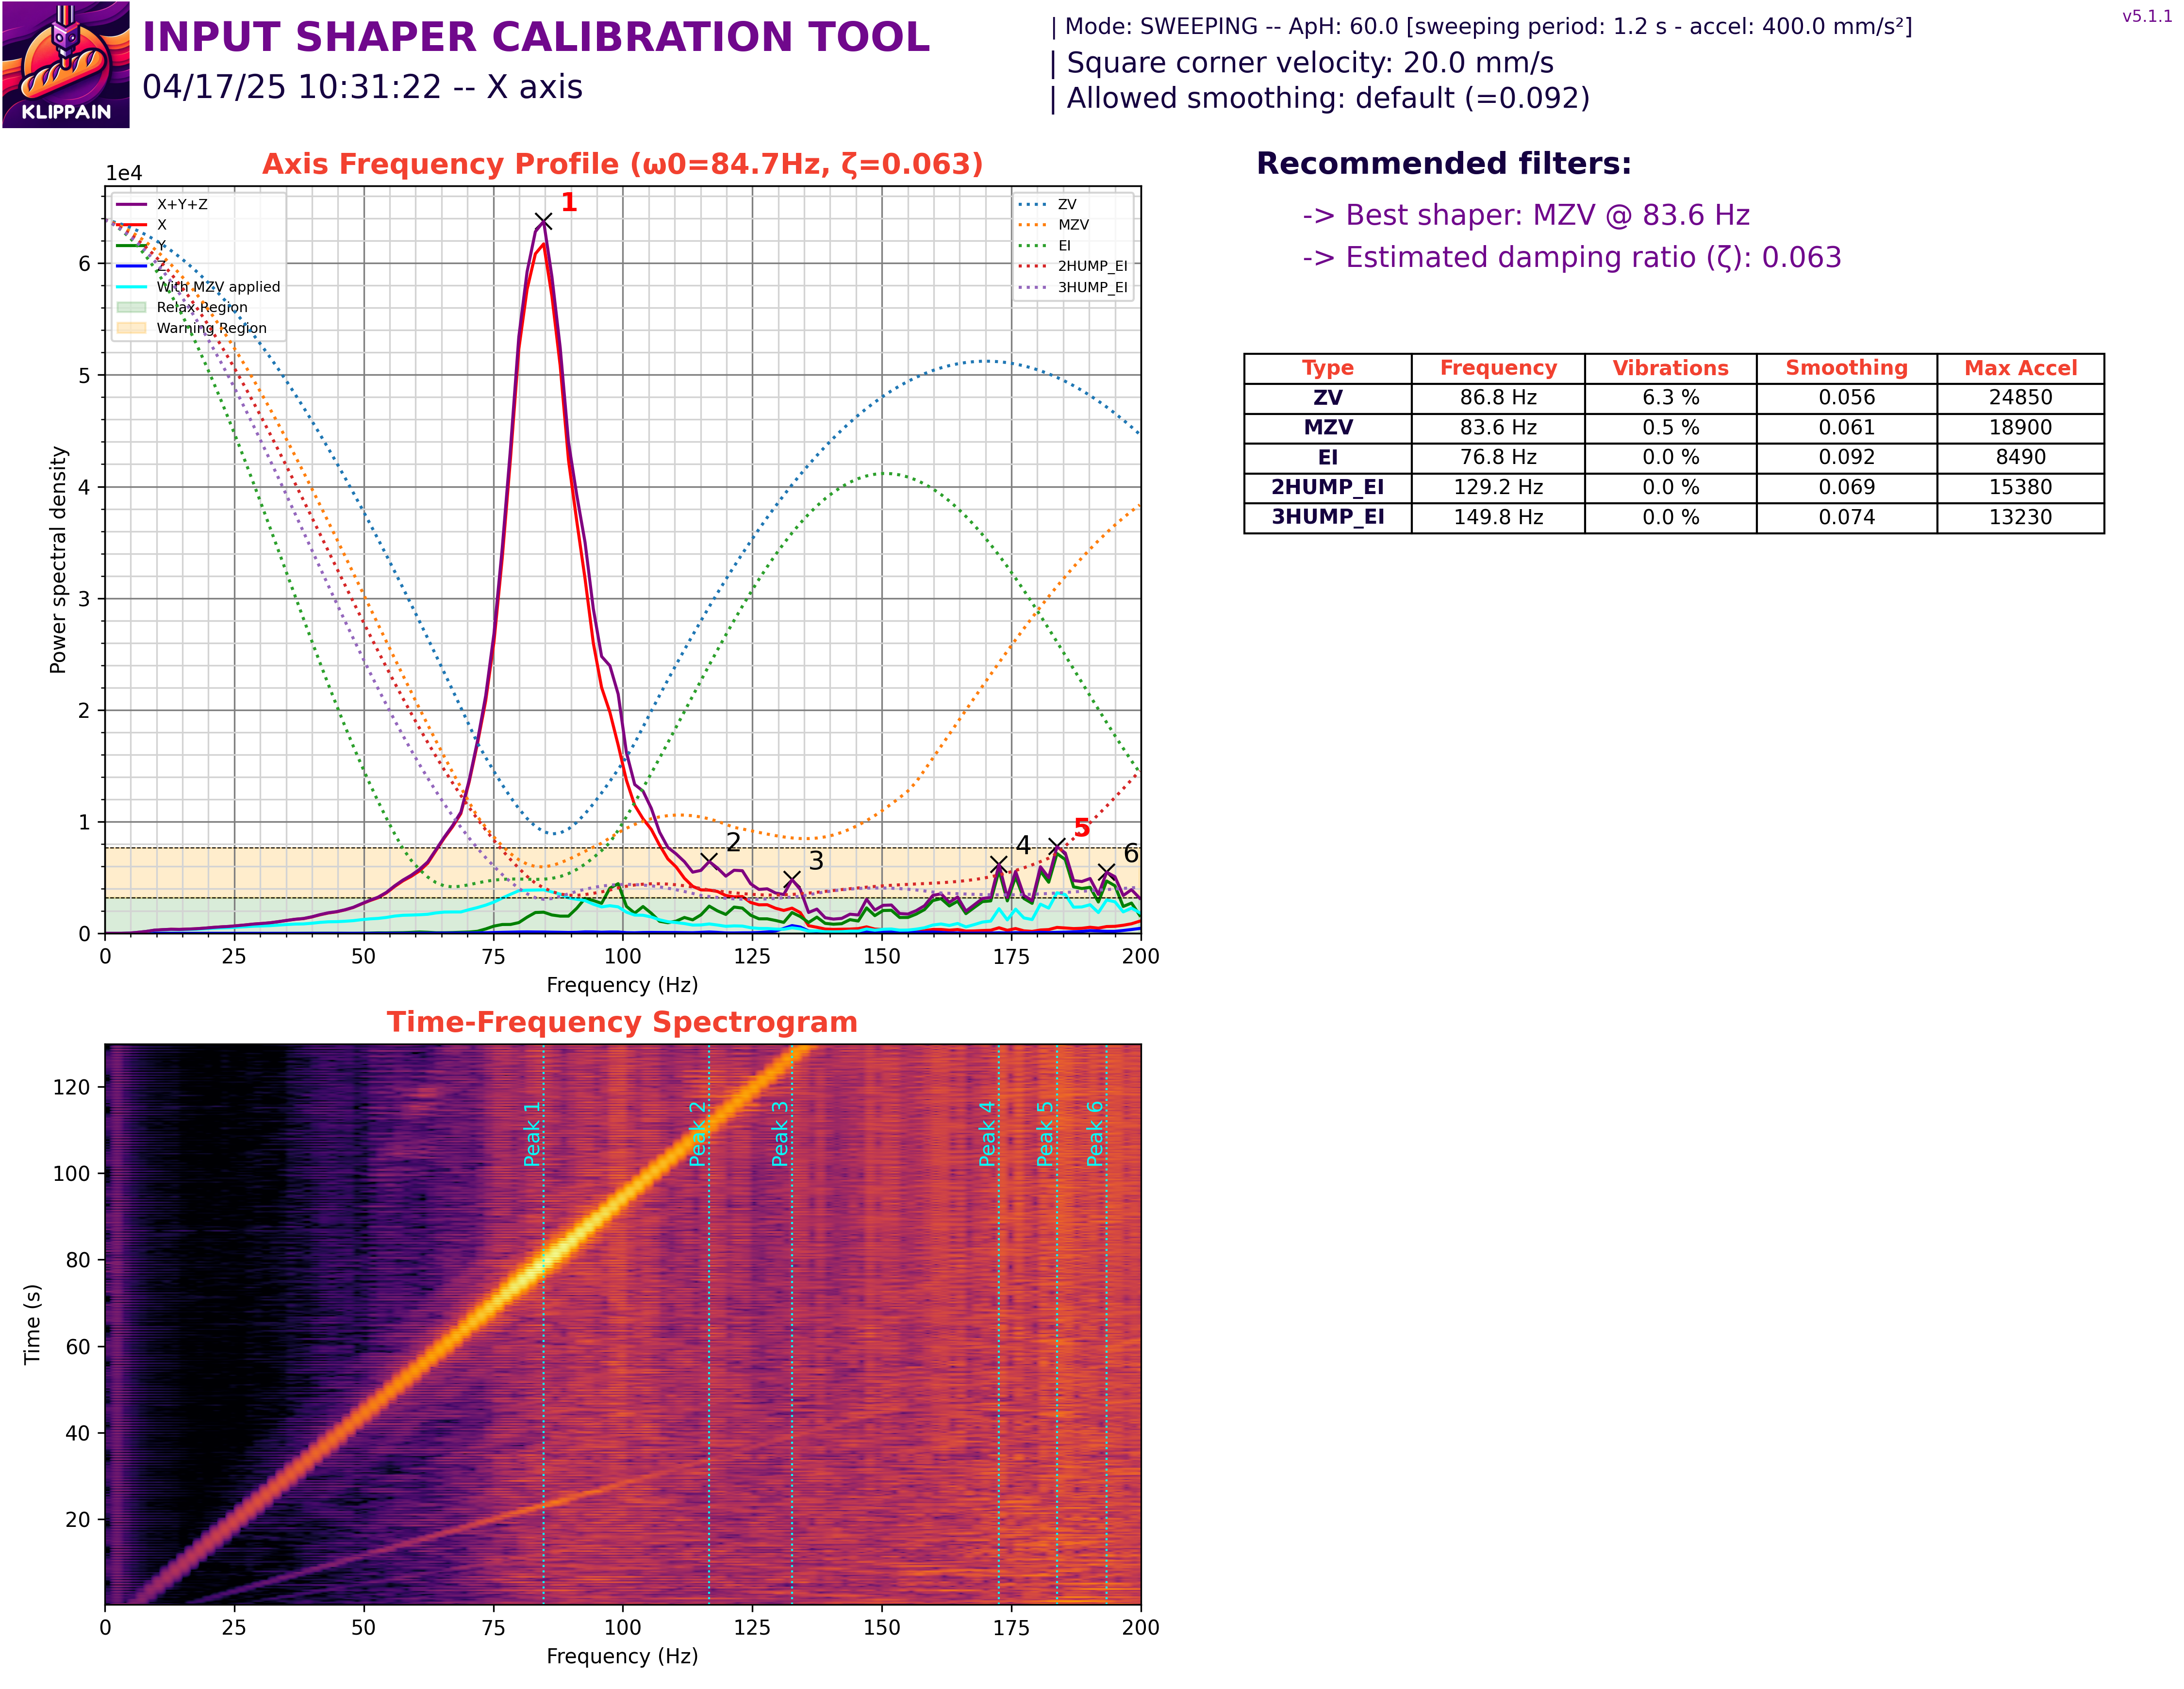 KLIPPAIN
INPUT SHAPER CALIBRATION TOOL
04/17/25 10:31:22 -- X axis
| Mode: SWEEPING -- ApH: 60.0 [sweeping period: 1.2 s - accel: 400.0 mm/s²]
| Square corner velocity: 20.0 mm/s
| Allowed smoothing: default (=0.092)
v5.1.1
Axis Frequency Profile (ω0=84.7Hz, ζ=0.063)
1e4
X+Y+Z
X
Y
Z
With MZV applied
Relax Region
Warning Region
ZV
MZV
EI
2HUMP_EI
3HUMP_EI
1
2
3
4
5
6
Power spectral density
6
5
4
3
2
1
0
0 25 50 75 100 125 150 175 200
Frequency (Hz)
Recommended filters:
-> Best shaper: MZV @ 83.6 Hz
-> Estimated damping ratio (ζ): 0.063
Type Frequency Vibrations Smoothing Max Accel
ZV 86.8 Hz 6.3 % 0.056 24850
MZV 83.6 Hz 0.5 % 0.061 18900
EI 76.8 Hz 0.0 % 0.092 8490
2HUMP_EI 129.2 Hz 0.0 % 0.069 15380
3HUMP_EI 149.8 Hz 0.0 % 0.074 13230
Time-Frequency Spectrogram
Time (s)
120
100
80
60
40
20
Peak 1
Peak 2
Peak 3
Peak 4
Peak 5
Peak 6
0 25 50 75 100 125 150 175 200
Frequency (Hz)